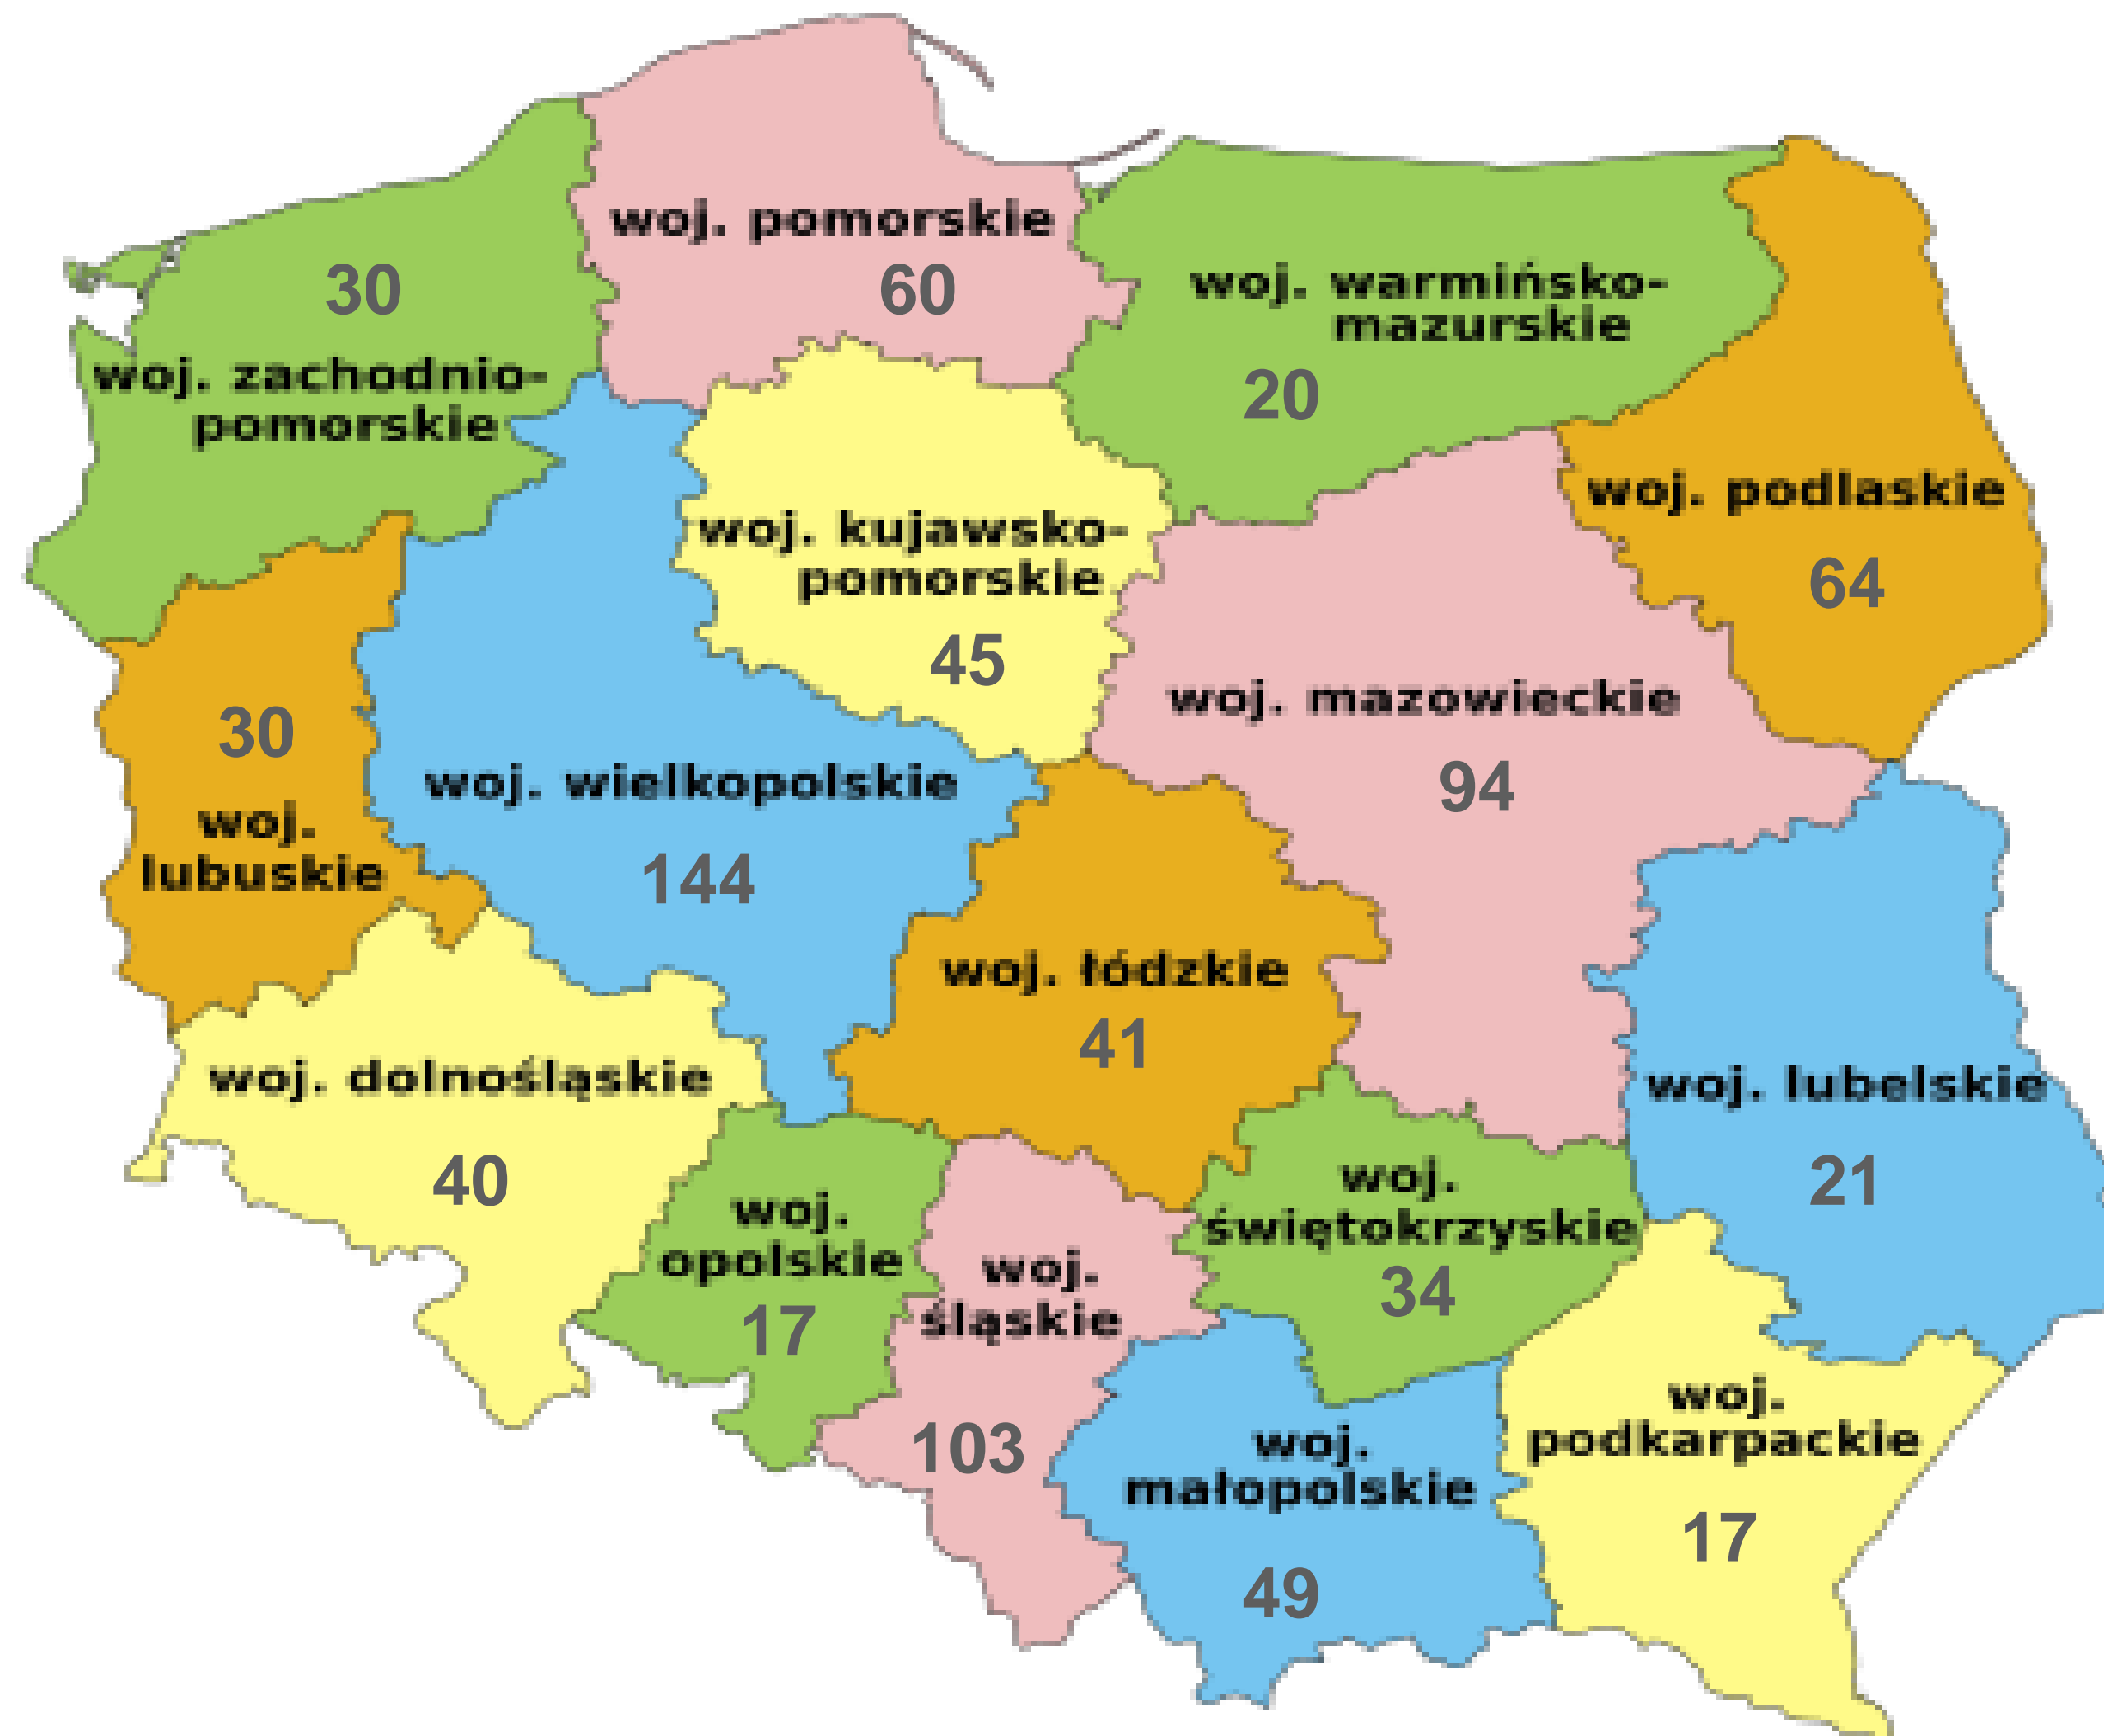 woj. pomorskie
60
30
woj. zachodnio-
pomorskie
woj. warmińsko-
mazurskie
20
woj. podlaskie
64
woj. kujawsko-
pomorskie
45
woj. mazowieckie
94
30
woj.
lubuskie
woj. wielkopolskie
144
woj. łódzkie
41
woj. dolnośląskie
40
woj. lubelskie
21
woj.
opolskie
17
woj.
śląskie
103
woj.
świętokrzyskie
34
woj.
małopolskie
49
woj.
podkarpackie
17